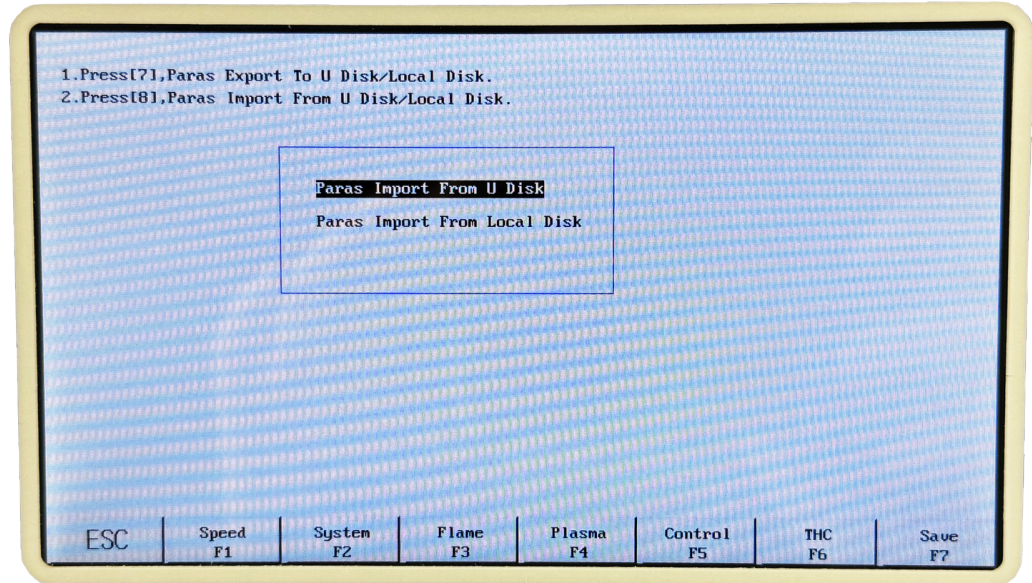 1.Press[7],Paras Export To U Disk/Local Disk.
2.Press[8],Paras Import From U Disk/Local Disk.
Paras Import From U Disk
Paras Import From Local Disk
ESC
Speed
F1
System
F2
Flame
F3
Plasma
F4
Control
F5
THC
F6
Save
F7